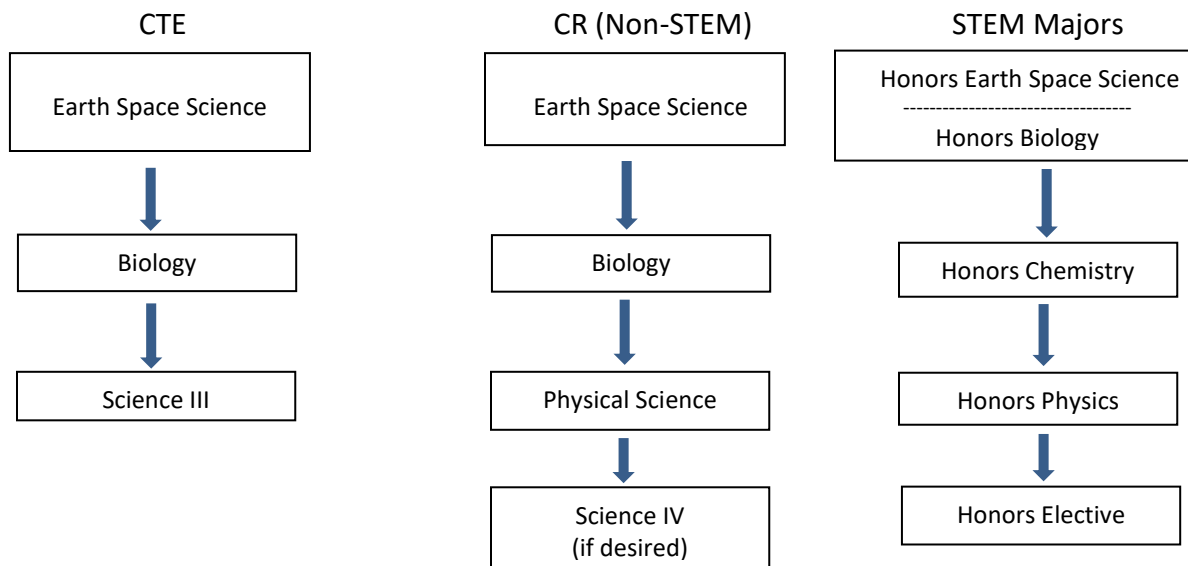 CTE
Earth Space Science
Biology
Science III
CR (Non-STEM)
Earth Space Science
Biology
Physical Science
Science IV
(if desired)
STEM Majors
Honors Earth Space Science
-----------------------------------
Honors Biology
Honors Chemistry
Honors Physics
Honors Elective